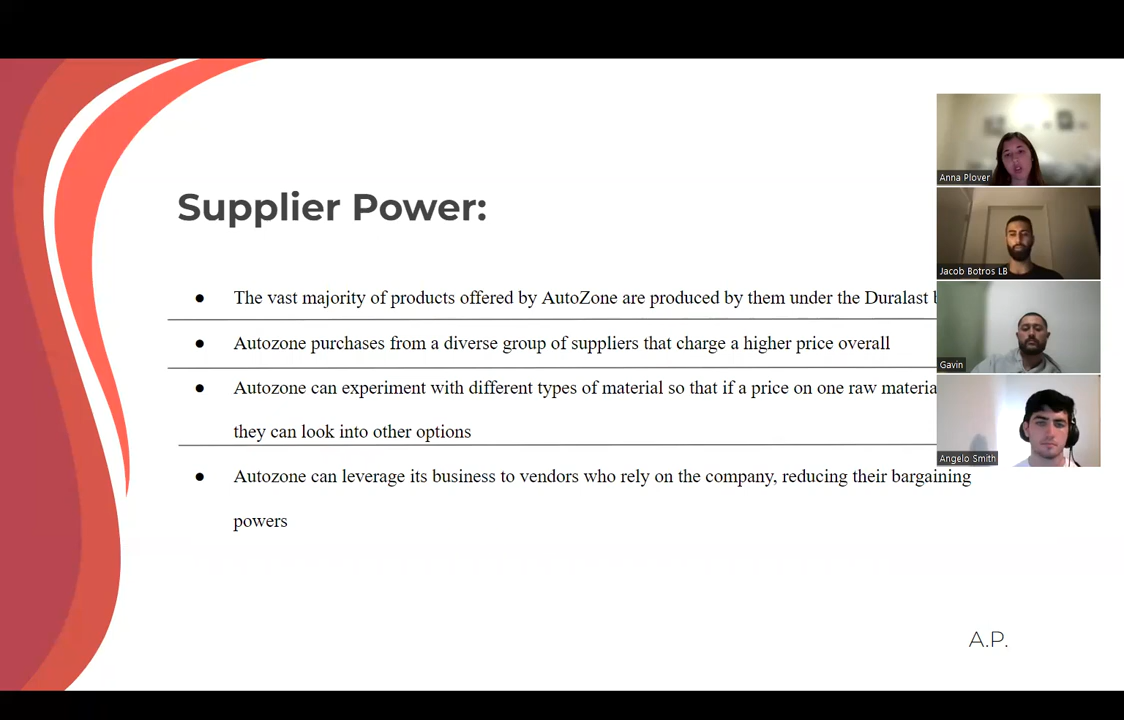 Supplier Power:
● The vast majority of products offered by AutoZone are produced by them under the Duralast
● Autozone purchases from a diverse group of suppliers that charge a higher price overall
● Autozone can experiment with different types of material so that if a price on one raw
they can look into other options
● Autozone can leverage its business to vendors who rely on the company, reducing their bargaining
powers
A.P.
Anna Plover
Jacob Botros LB
Gavin
Angelo Smith